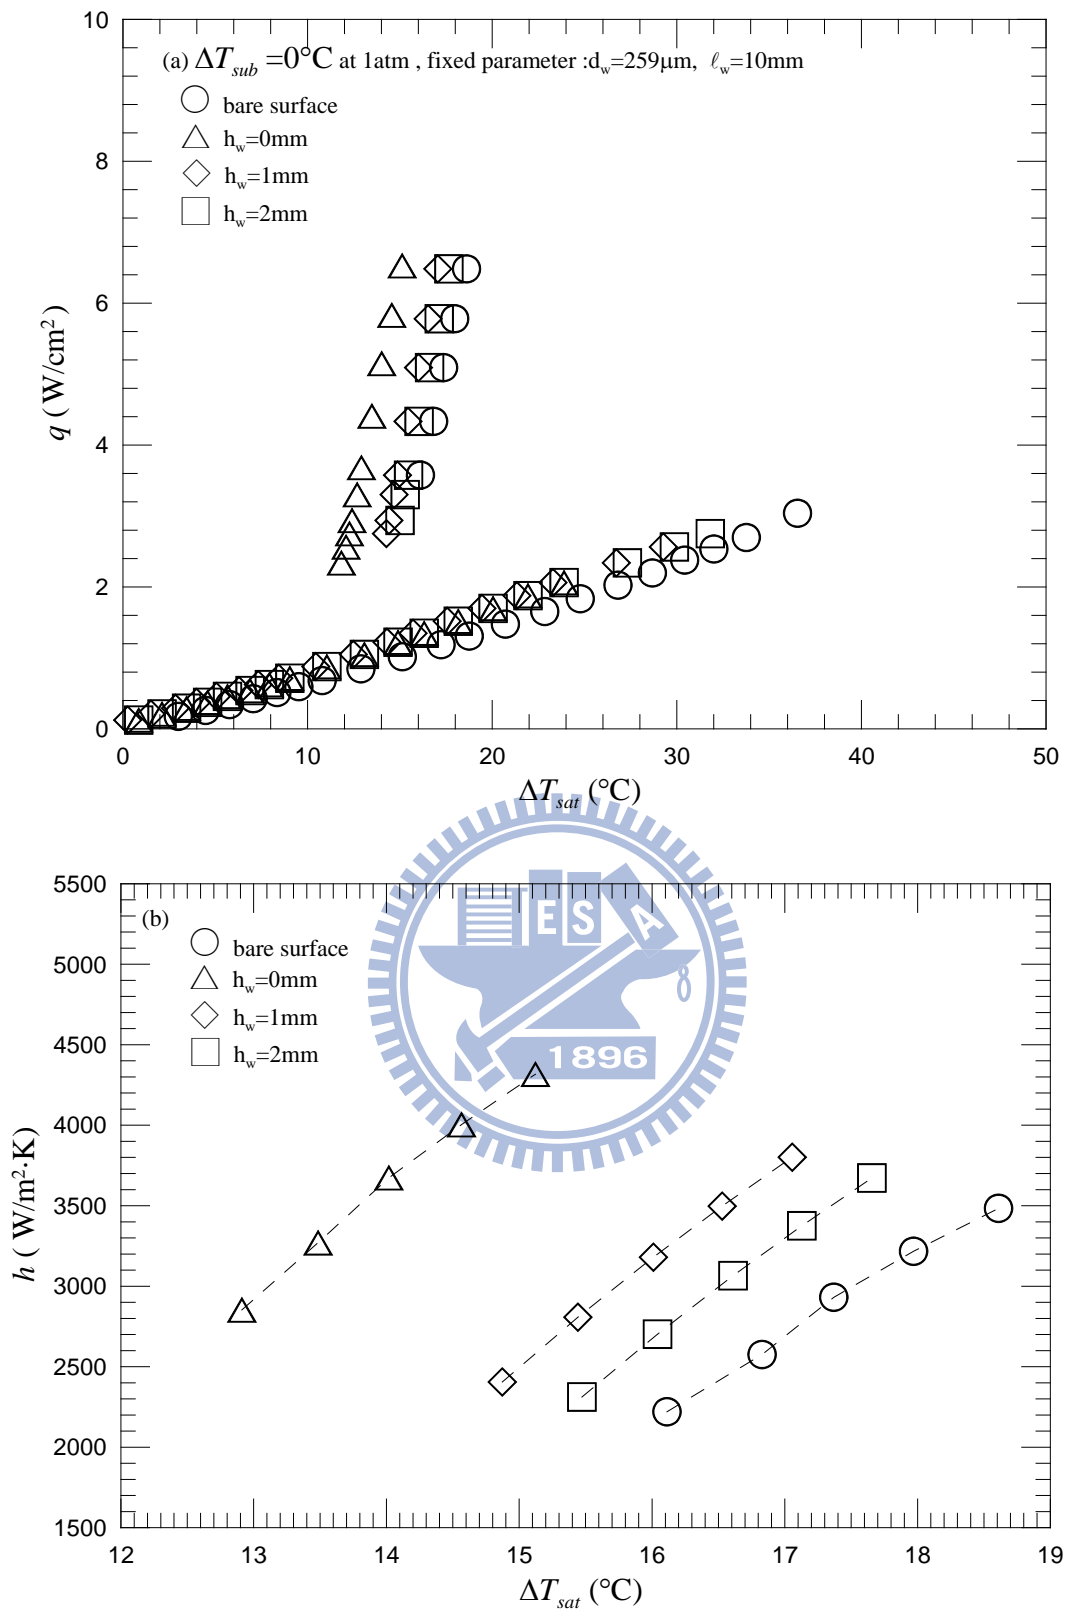 10
(a) ΔTsub=0°C at 1atm , fixed parameter :dw=259μm, ℓw=10mm
bare surface
hw=0mm
hw=1mm
hw=2mm
8
6
4
2
0
q ( W/cm²)
0 10 20 30 40 50
ΔTsat (°C)
5500
(b)
bare surface
hw=0mm
hw=1mm
hw=2mm
5000
4500
4000
3500
3000
2500
2000
1500
h ( W/m²·K)
E S A
1896
12 13 14 15 16 17 18 19
ΔTsat (°C)